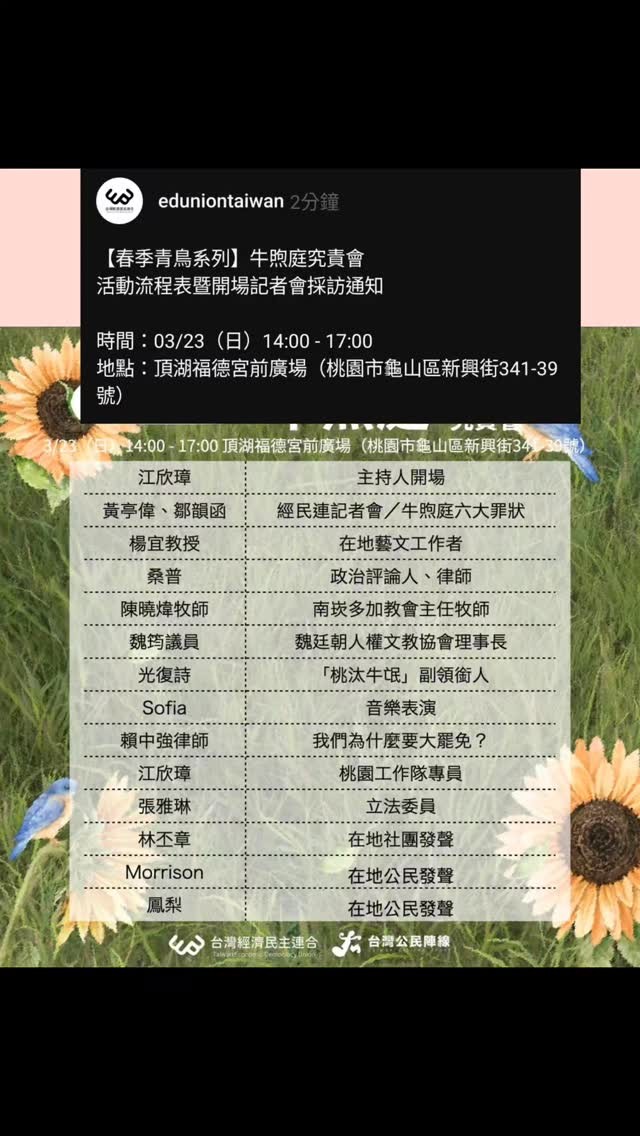 eduniontaiwan 2分鐘
【春季青鳥系列】牛煦庭究責會
活動流程表暨開場記者會採訪通知
時間：03/23（日）14:00 - 17:00
地點：頂湖福德宮前廣場（桃園市龜山區新興街341-39
號）
3/23（日）14:00 - 17:00 頂湖福德宮前廣場（桃園市龜山區新興街341-39號）
江欣瑋 主持人開場
黃亭偉、鄒韻函 經民連記者會／牛煦庭六大罪狀
楊宜教授 在地藝文工作者
桑普 政治評論人、律師
陳曉煒牧師 南崁多加教會主任牧師
魏筠議員 魏廷朝人權文教協會理事長
光復詩 「桃汰牛氓」副領銜人
Sofia 音樂表演
賴中強律師 我們為什麼要大罷免？
江欣瑋 桃園工作隊專員
張雅琳 立法委員
林丕章 在地社團發聲
Morrison 在地公民發聲
鳳梨 在地公民發聲
台灣經濟民主連合 台灣公民陣線